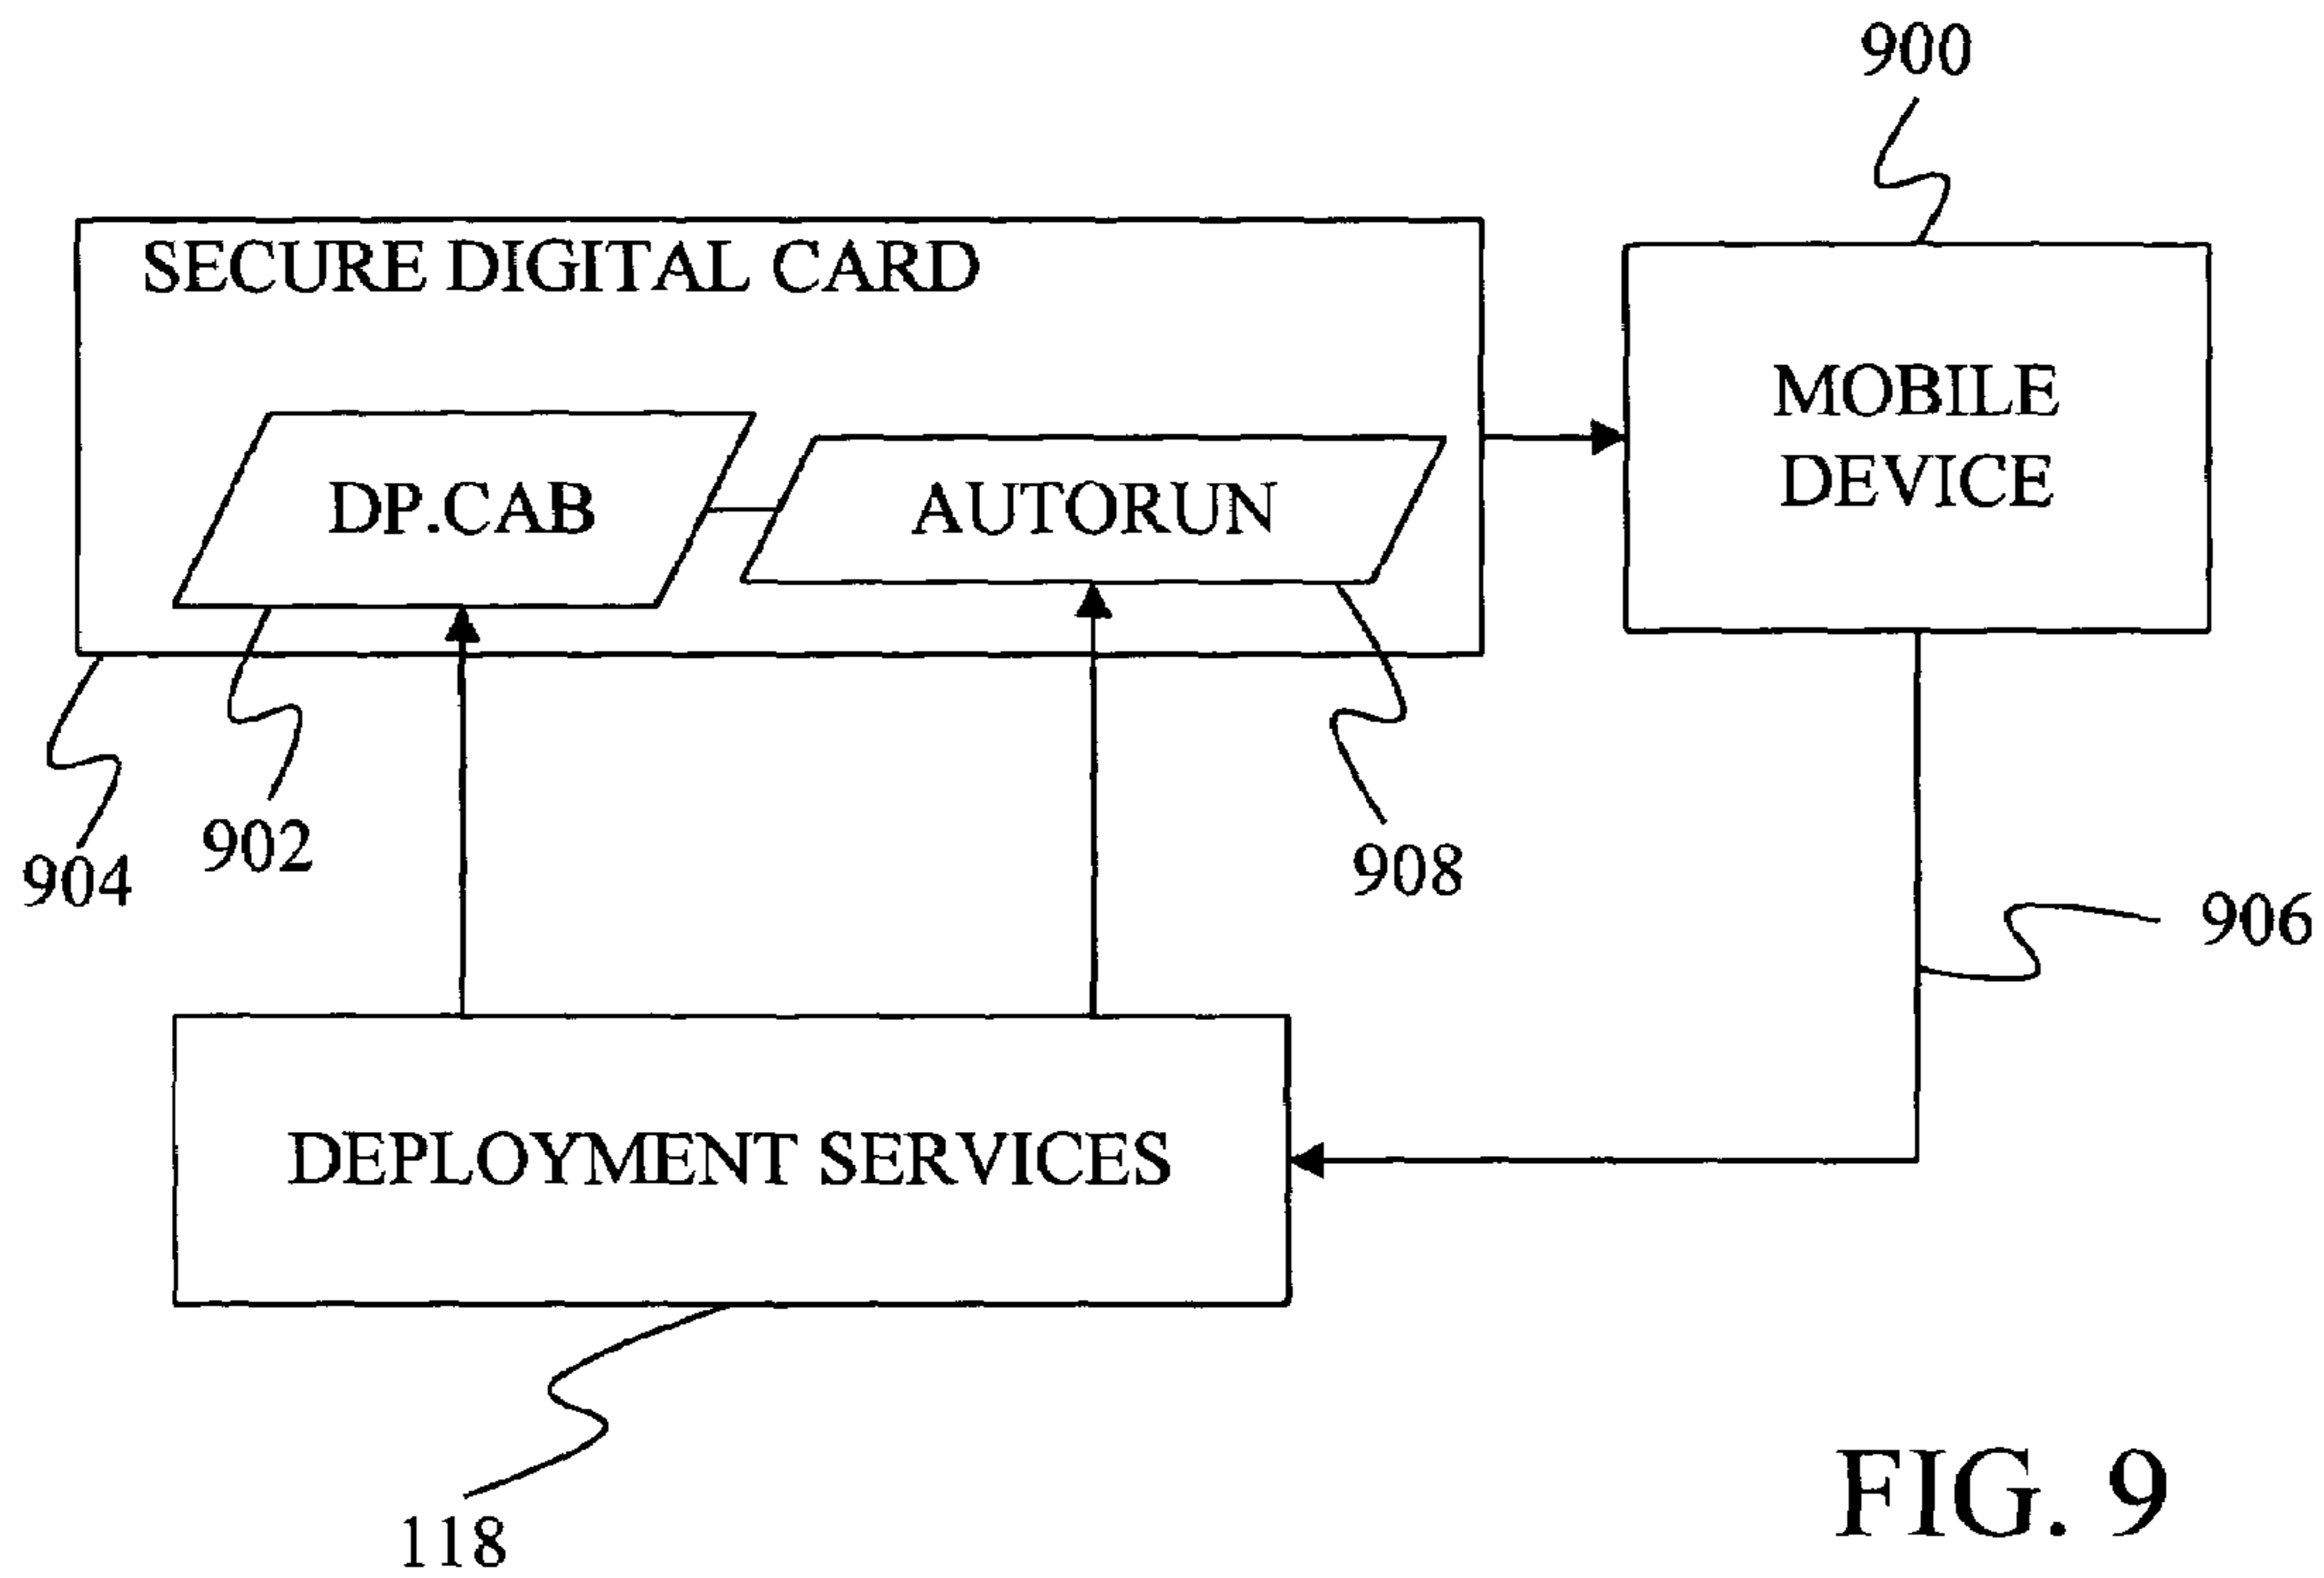 900
SECURE DIGITAL CARD
MOBILE
DEVICE
DP.CAB
AUTORUN
902
904
908
906
DEPLOYMENT SERVICES
118
FIG. 9